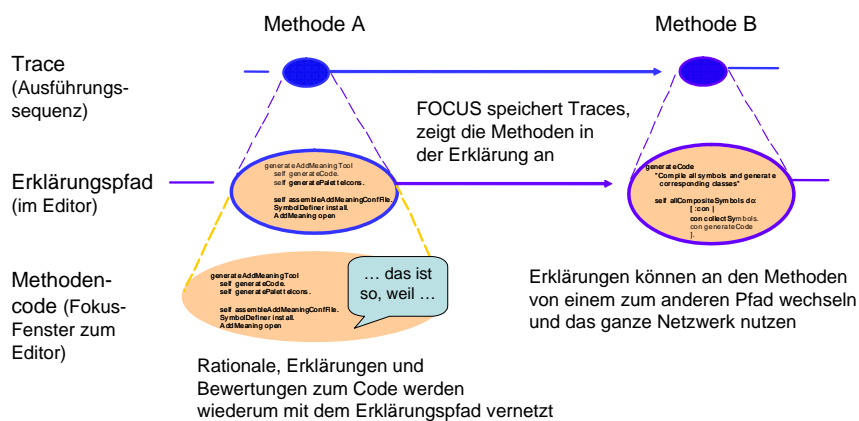 Methode A
Methode B
Trace
(Ausführungs-
sequenz)
FOCUS speichert Traces,
zeigt die Methoden in
der Erklärung an
Erklärungspfad
(im Editor)
generateAddMeaningTool
self generateCode.
self generatePaletteIcons.
self assembleAddMeaningConfFile.
SymbolDefiner install.
AddMeaning open
generateCode
"Compile all symbols and generate
corresponding classes"
self allCompositeSymbols do:
[ :con |
con collectSymbols.
con generateCode
].
Methoden-
code (Fokus-
Fenster zum
Editor)
generateAddMeaningTool
self generateCode.
self generatePaletteIcons.
self assembleAddMeaningConfFile.
SymbolDefiner install.
AddMeaning open
… das ist
so, weil …
Erklärungen können an den Methoden
von einem zum anderen Pfad wechseln
und das ganze Netzwerk nutzen
Rationale, Erklärungen und
Bewertungen zum Code werden
wiederum mit dem Erklärungspfad vernetzt